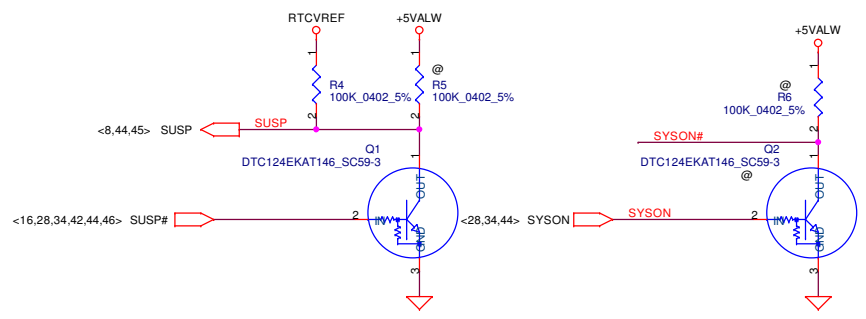 RTCVREF
+5VALW
+5VALW
1
1
@
R4
100K_0402_5%
R5
100K_0402_5%
1
@
R6
100K_0402_5%
2
2
2
<8,44,45> SUSP
SUSP
SYSON#
Q1
DTC124EKAT146_SC59-3
1
OUT
Q2
DTC124EKAT146_SC59-3
@
1
OUT
<16,28,34,42,44,46> SUSP#
2
IN
GND
3
<28,34,44> SYSON
SYSON
2
IN
GND
3